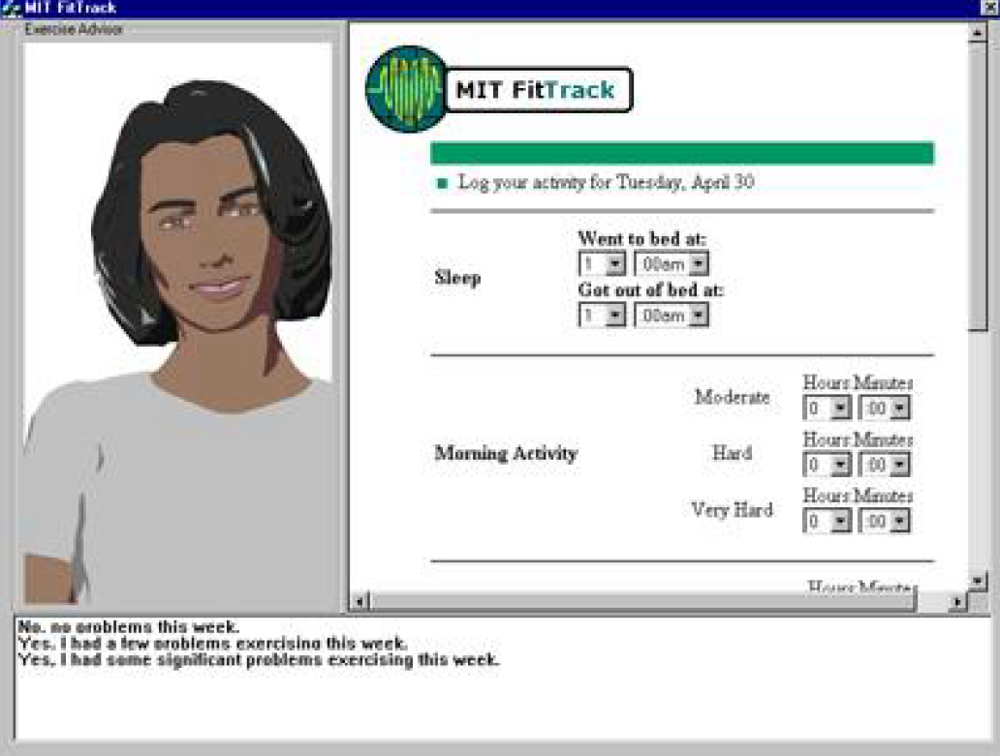 MIT FitTrack
Exercise Advisor
MIT FitTrack
Log your activity for Tuesday, April 30
Sleep
Went to bed at:
1 :00am
Got out of bed at:
1 :00am
Morning Activity
Moderate
Hours Minutes
0 :00
Hard
Hours Minutes
0 :00
Very Hard
Hours Minutes
0 :00
Hours Minutes
No, no problems this week.
Yes, I had a few problems exercising this week.
Yes, I had some significant problems exercising this week.